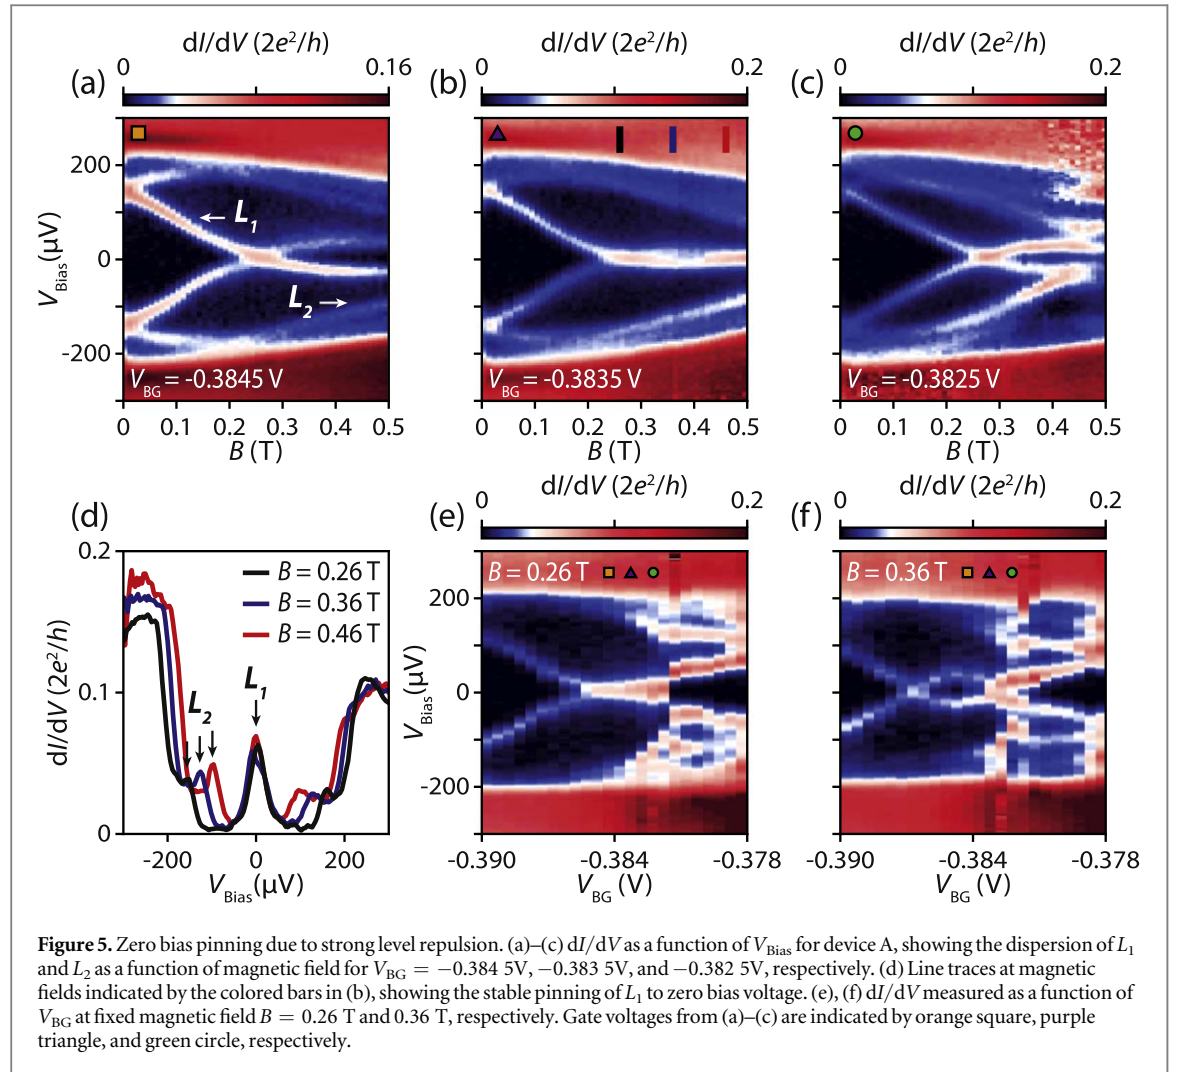 dI/dV (2e²/h) dI/dV (2e²/h) dI/dV (2e²/h)
0 0.16 0 0.2 0 0.2
(a) (b) (c)
200
0
-200
V_Bias (μV)
L₁
L₂
V_BG = -0.3845 V V_BG = -0.3835 V V_BG = -0.3825 V
0 0.1 0.2 0.3 0.4 0.5 0 0.1 0.2 0.3 0.4 0.5 0 0.1 0.2 0.3 0.4 0.5
B (T) B (T) B (T)
dI/dV (2e²/h) dI/dV (2e²/h)
0 0.2 0 0.2
(d) (e) (f)
0.2
0.1
0
dI/dV (2e²/h)
B = 0.26 T
B = 0.36 T
B = 0.46 T
L₁
L₂
-200 0 200
V_Bias (μV)
B = 0.26 T B = 0.36 T
200
0
-200
V_Bias (μV)
-0.390 -0.384 -0.378 -0.390 -0.384 -0.378
V_BG (V) V_BG (V)
Figure 5. Zero bias pinning due to strong level repulsion. (a)–(c) dI/dV as a function of V_Bias for device A, showing the dispersion of L₁
and L₂ as a function of magnetic field for V_BG = −0.384 5V, −0.383 5V, and −0.382 5V, respectively. (d) Line traces at magnetic
fields indicated by the colored bars in (b), showing the stable pinning of L₁ to zero bias voltage. (e), (f) dI/dV measured as a function of
V_BG at fixed magnetic field B = 0.26 T and 0.36 T, respectively. Gate voltages from (a)–(c) are indicated by orange square, purple
triangle, and green circle, respectively.